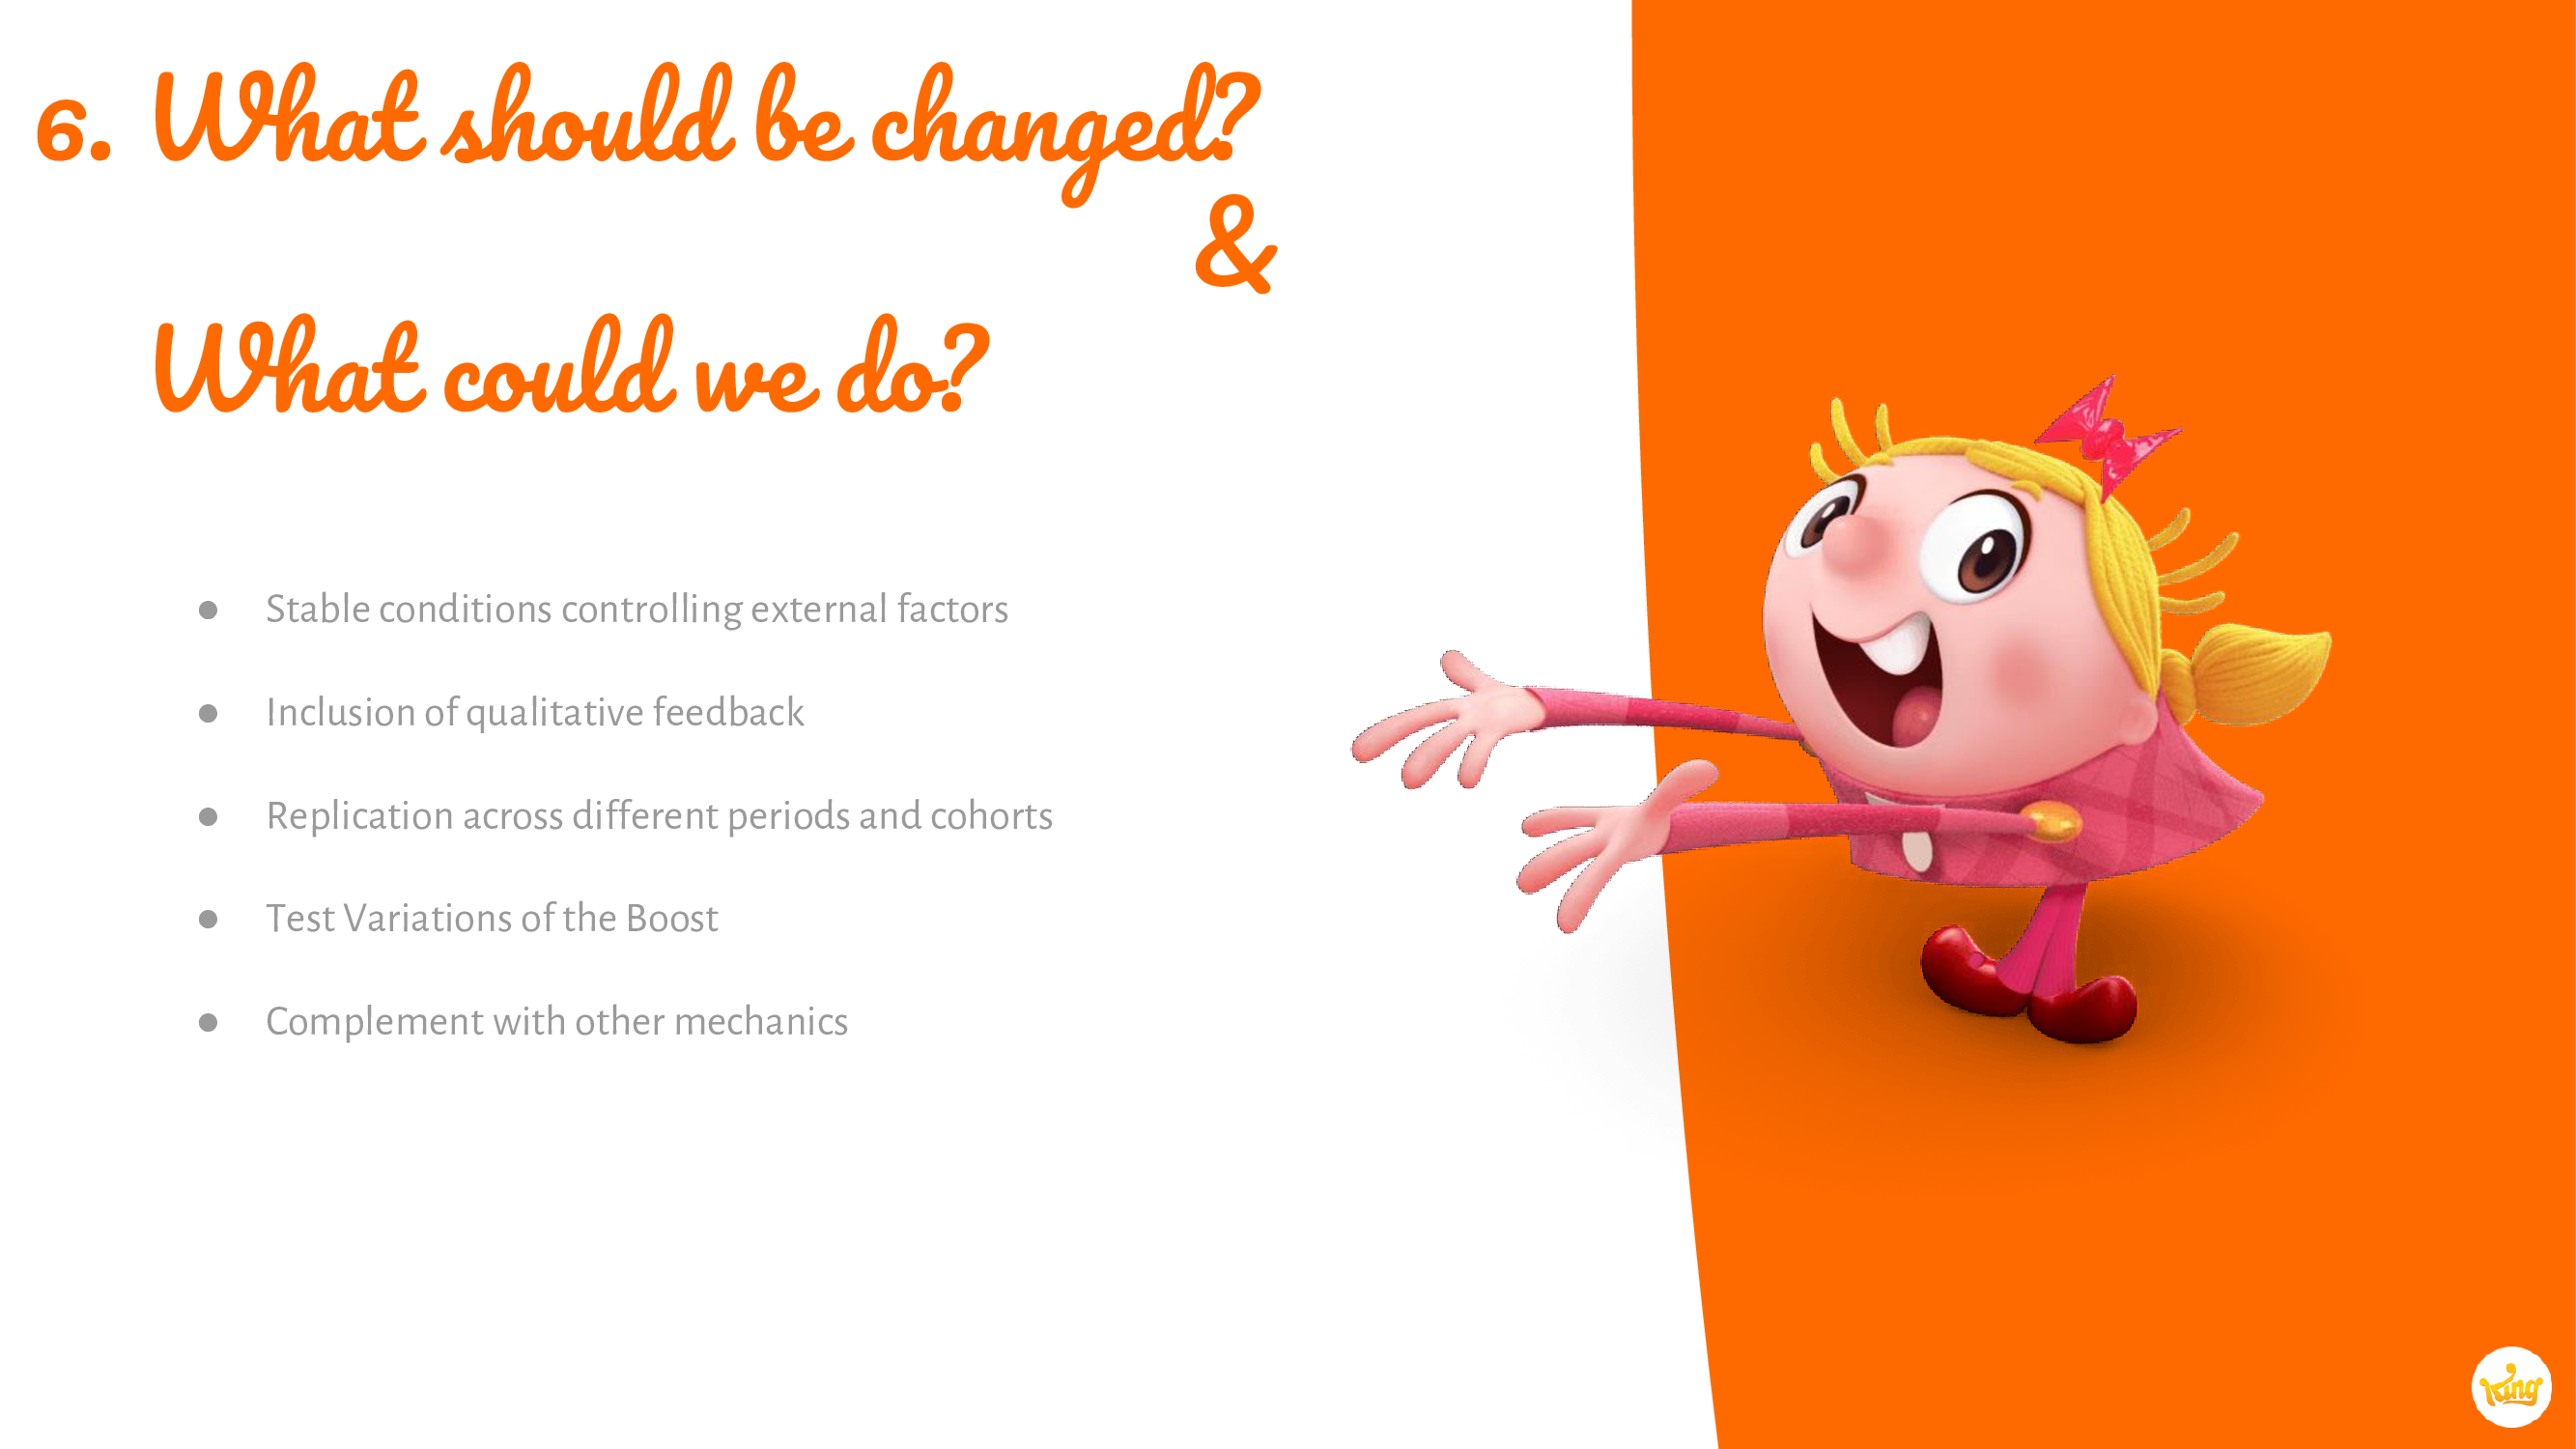 6. What should be changed?
&
What could we do?
● Stable conditions controlling external factors
● Inclusion of qualitative feedback
● Replication across different periods and cohorts
● Test Variations of the Boost
● Complement with other mechanics
King